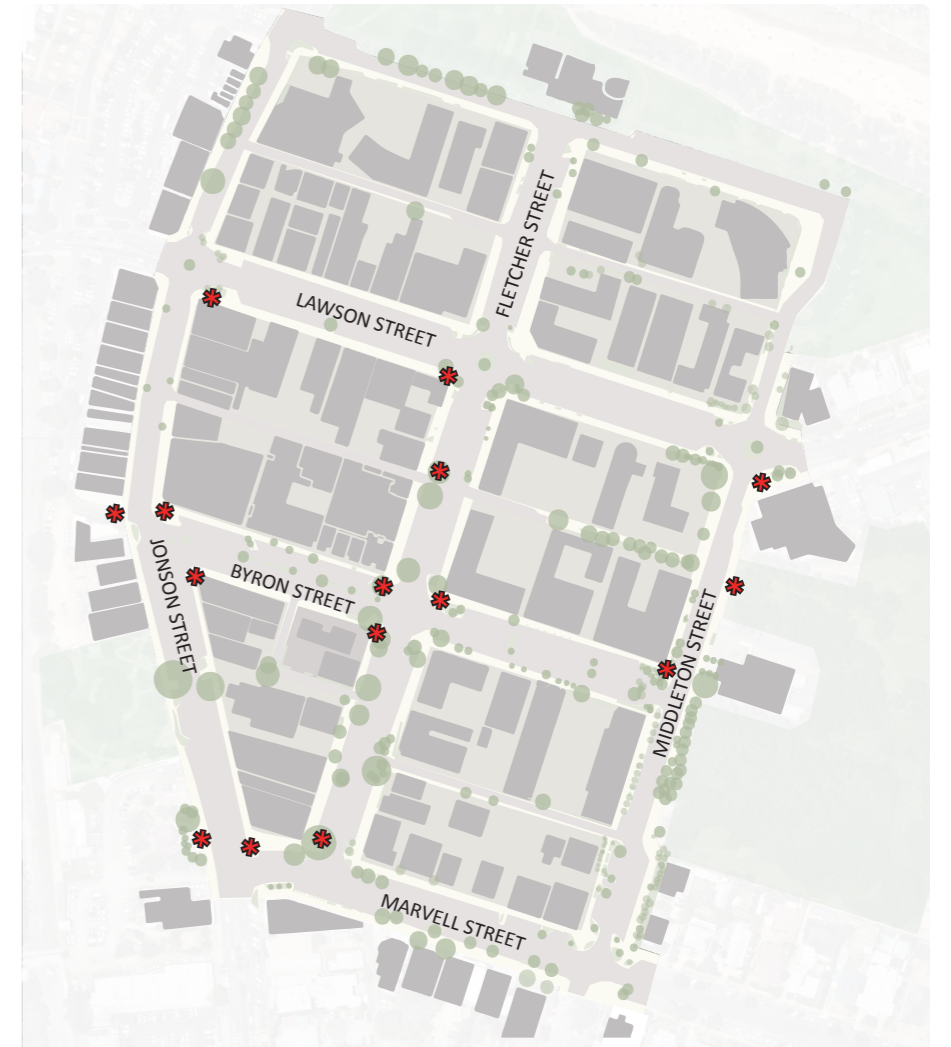 FLETCHER STREET
LAWSON STREET
JONSON STREET
BYRON STREET
MIDDLETON STREET
MARVELL STREET